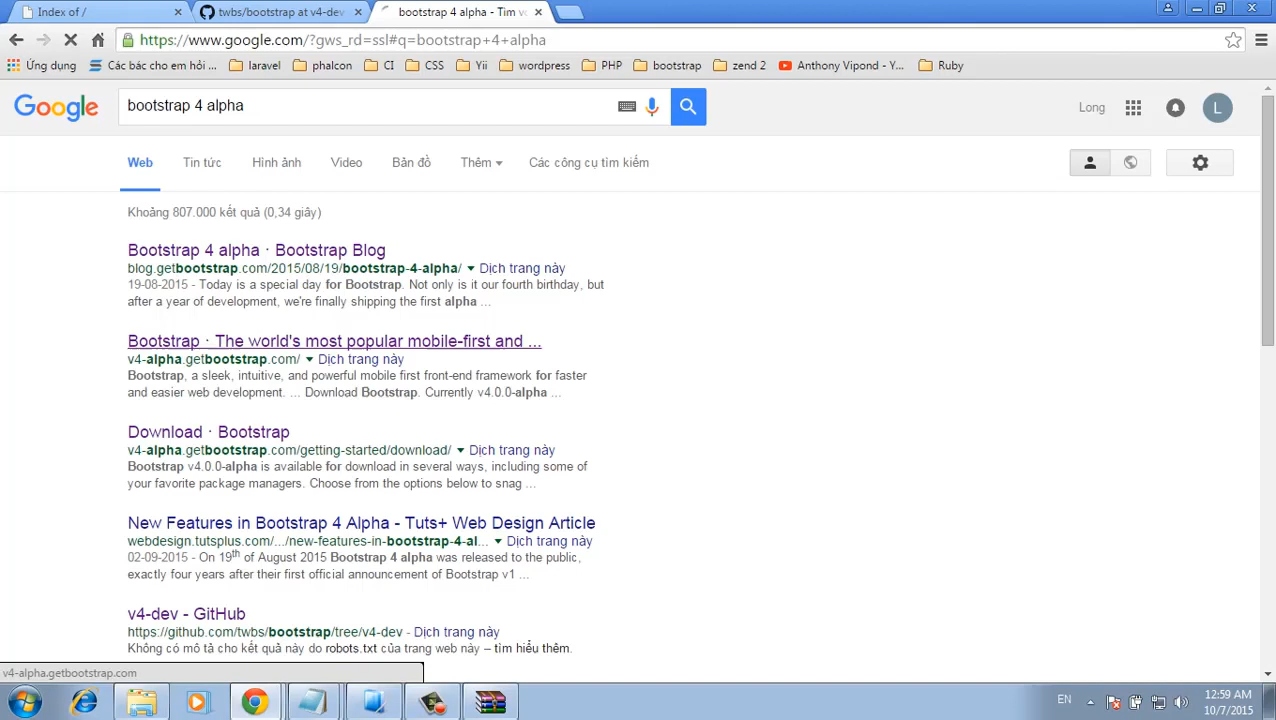 Index of /
twbs/bootstrap at v4-dev
bootstrap 4 alpha - Tìm v
https://www.google.com/?gws_rd=ssl#q=bootstrap+4+alpha
Ứng dụng
Các bác cho em hỏi ...
laravel
phalcon
CI
CSS
Yii
wordpress
PHP
bootstrap
zend 2
Anthony Vipond - Y...
Ruby
Google
bootstrap 4 alpha
Long
L
Web
Tin tức
Hình ảnh
Video
Bản đồ
Thêm
Các công cụ tìm kiếm
Khoảng 807.000 kết quả (0,34 giây)
Bootstrap 4 alpha · Bootstrap Blog
blog.getbootstrap.com/2015/08/19/bootstrap-4-alpha/ Dịch trang này
19-08-2015 - Today is a special day for Bootstrap. Not only is it our fourth birthday, but
after a year of development, we're finally shipping the first alpha ...
Bootstrap · The world's most popular mobile-first and ...
v4-alpha.getbootstrap.com/ Dịch trang này
Bootstrap, a sleek, intuitive, and powerful mobile first front-end framework for faster
and easier web development. ... Download Bootstrap. Currently v4.0.0-alpha ...
Download · Bootstrap
v4-alpha.getbootstrap.com/getting-started/download/ Dịch trang này
Bootstrap v4.0.0-alpha is available for download in several ways, including some of
your favorite package managers. Choose from the options below to snag ...
New Features in Bootstrap 4 Alpha - Tuts+ Web Design Article
webdesign.tutsplus.com/.../new-features-in-bootstrap-4-al... Dịch trang này
02-09-2015 - On 19th of August 2015 Bootstrap 4 alpha was released to the public,
exactly four years after their first official announcement of Bootstrap v1 ...
v4-dev - GitHub
https://github.com/twbs/bootstrap/tree/v4-dev - Dịch trang này
Không có mô tả cho kết quả này do robots.txt của trang web này – tìm hiểu thêm.
v4-alpha.getbootstrap.com
EN
12:59 AM
10/7/2015